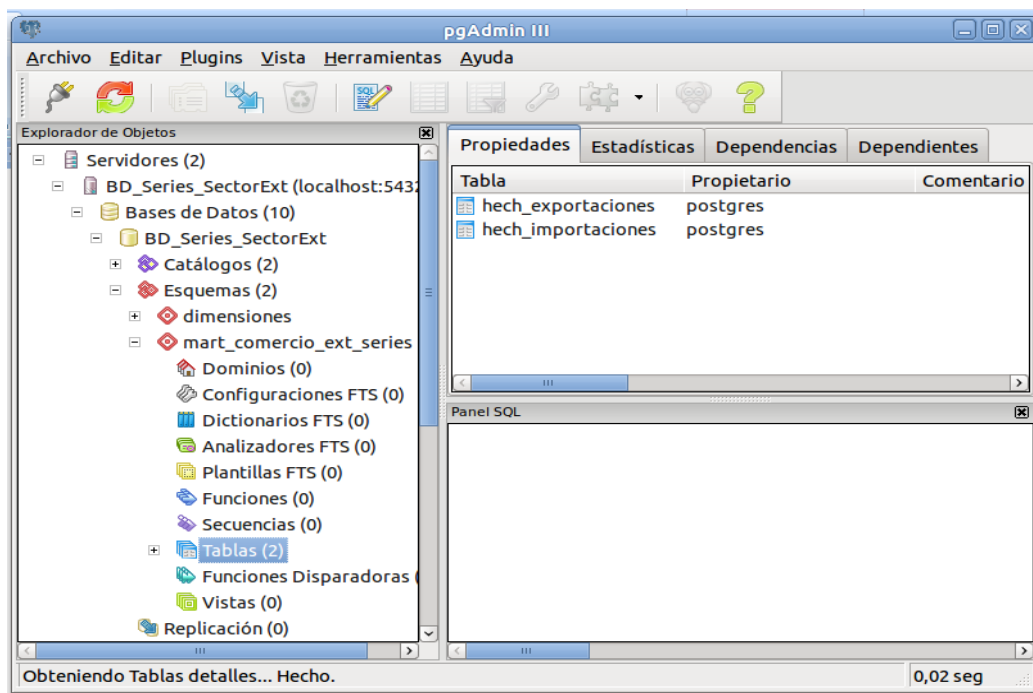 pgAdmin III
Archivo Editar Plugins Vista Herramientas Ayuda
SQL
Explorador de Objetos
Servidores (2)
BD_Series_SectorExt (localhost:5432
Bases de Datos (10)
BD_Series_SectorExt
Catálogos (2)
Esquemas (2)
dimensiones
mart_comercio_ext_series
Dominios (0)
Configuraciones FTS (0)
Dictionarios FTS (0)
Analizadores FTS (0)
Plantillas FTS (0)
Funciones (0)
Secuencias (0)
Tablas (2)
Funciones Disparadoras (
Vistas (0)
Replicación (0)
Propiedades Estadísticas Dependencias Dependientes
Tabla Propietario Comentario
hech_exportaciones postgres
hech_importaciones postgres
Panel SQL
Obteniendo Tablas detalles... Hecho. 0,02 seg